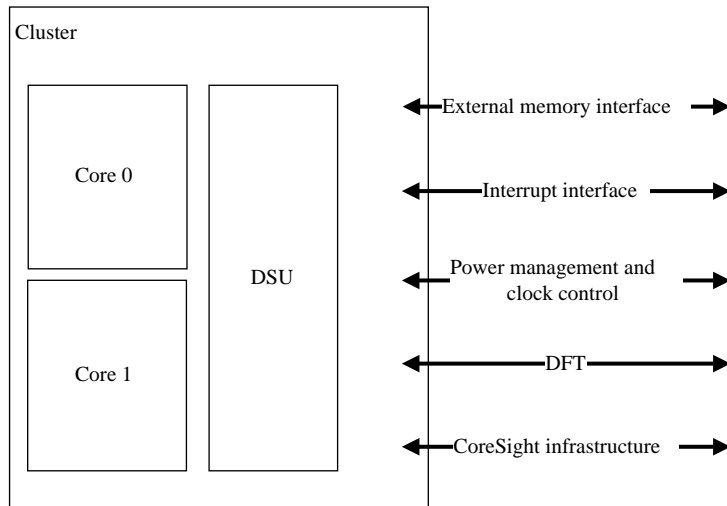 Cluster
Core 0
Core 1
DSU
External memory interface
Interrupt interface
Power management and
clock control
DFT
CoreSight infrastructure